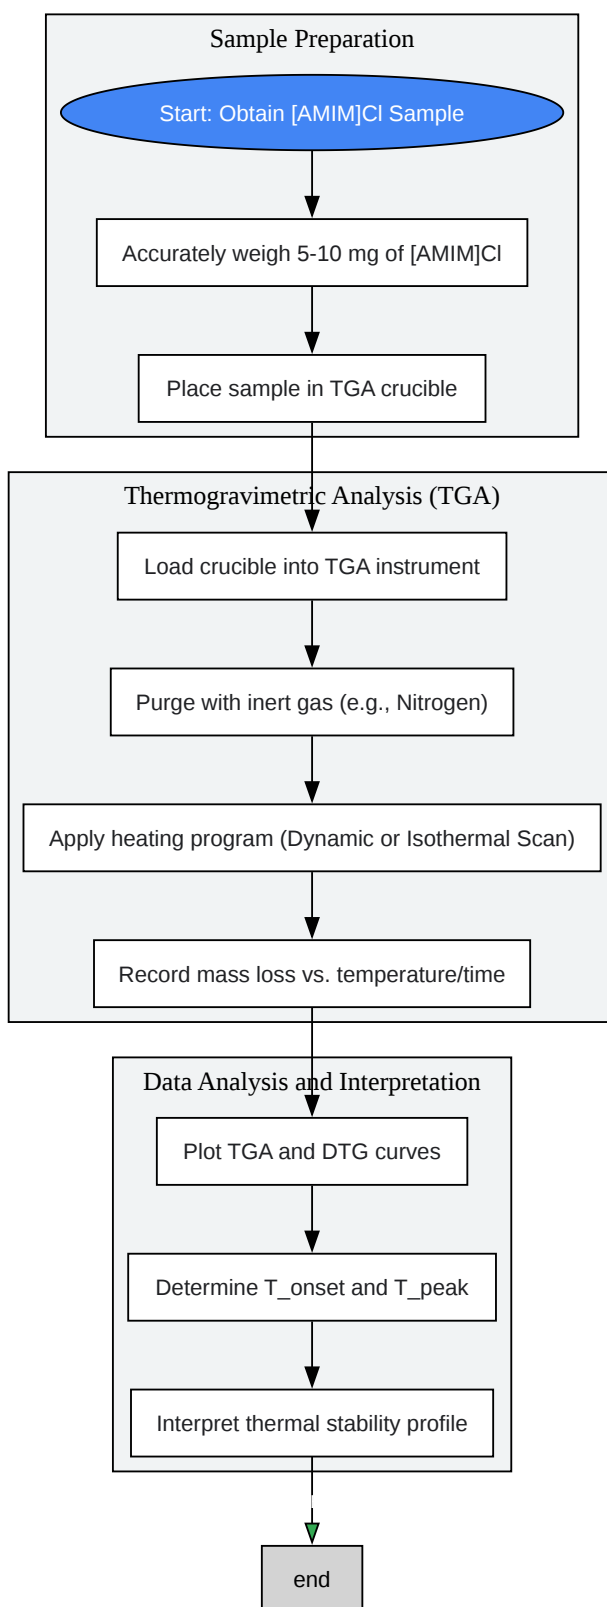 Sample Preparation
Start: Obtain [AMIM]Cl Sample
Accurately weigh 5-10 mg of [AMIM]Cl
Place sample in TGA crucible
Thermogravimetric Analysis (TGA)
Load crucible into TGA instrument
Purge with inert gas (e.g., Nitrogen)
Apply heating program (Dynamic or Isothermal Scan)
Record mass loss vs. temperature/time
Data Analysis and Interpretation
Plot TGA and DTG curves
Determine T_onset and T_peak
Interpret thermal stability profile
end